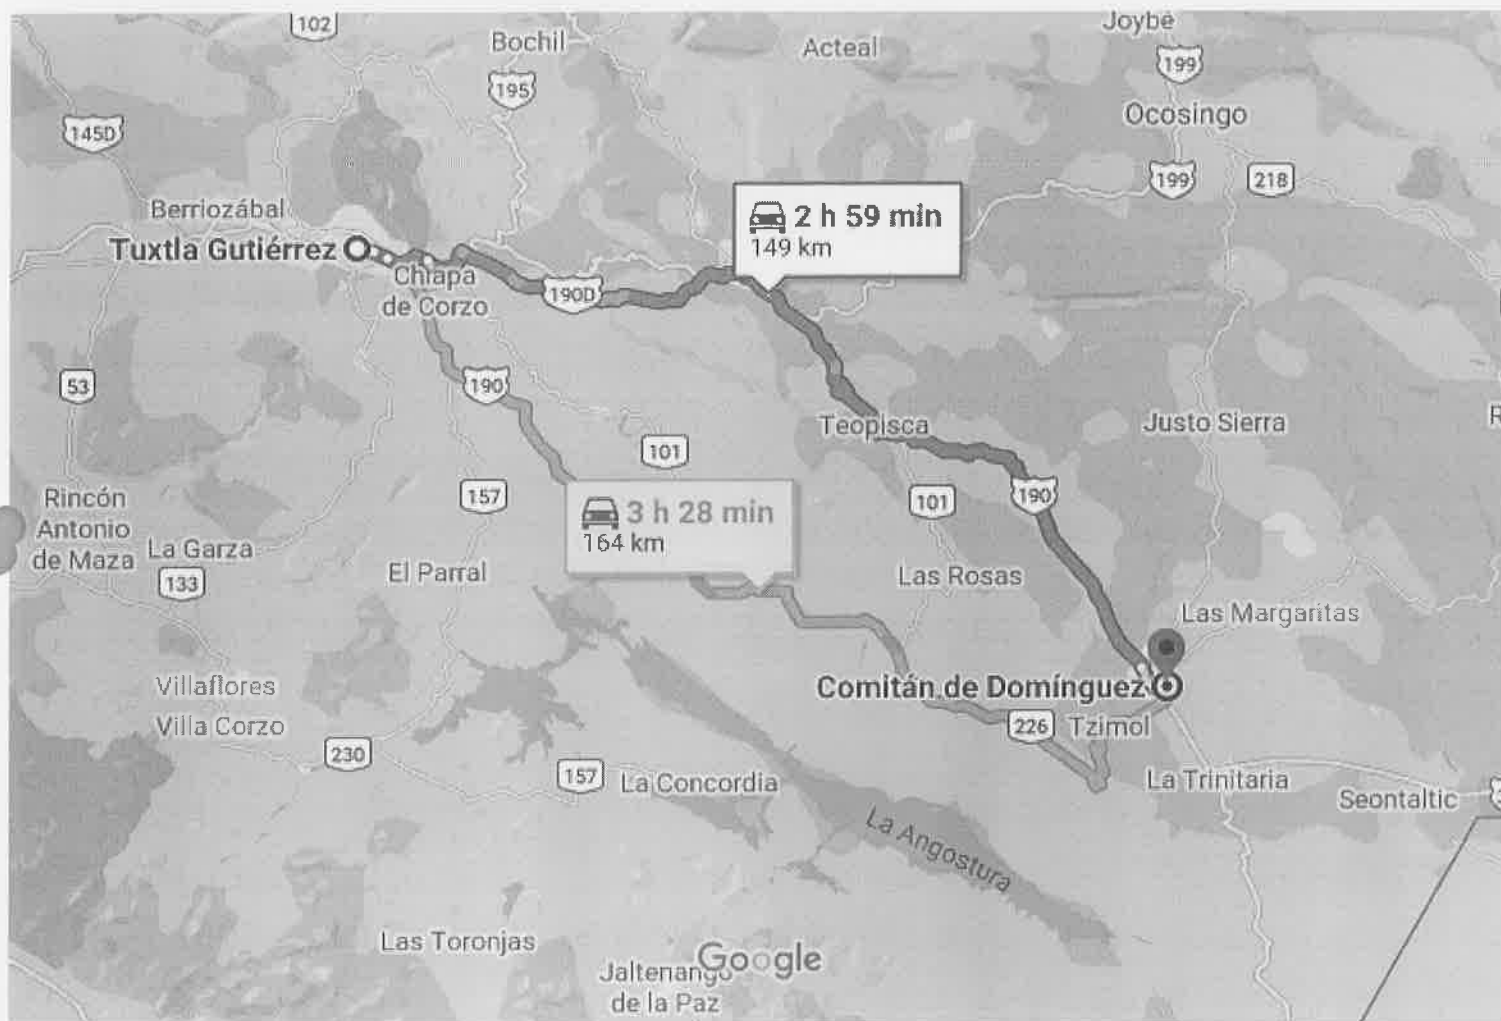 102
Joybé
Bochil
Acteal
199
195
Ocosingo
145D
199
218
Berriozábal
2 h 59 min
149 km
Tuxtla Gutiérrez
Chiapa
de Corzo
190D
53
190
Teopisca
Justo Sierra
R
101
Rincón
Antonio
de Maza
157
101
190
3 h 28 min
164 km
La Garza
133
El Parral
Las Rosas
Las Margaritas
Villaflores
Comitán de Domínguez
Villa Corzo
226
Tzimol
230
157
La Concordia
La Trinitaria
Seontaltic
La Angostura
Las Toronjas
Google
Jaltenango
de la Paz